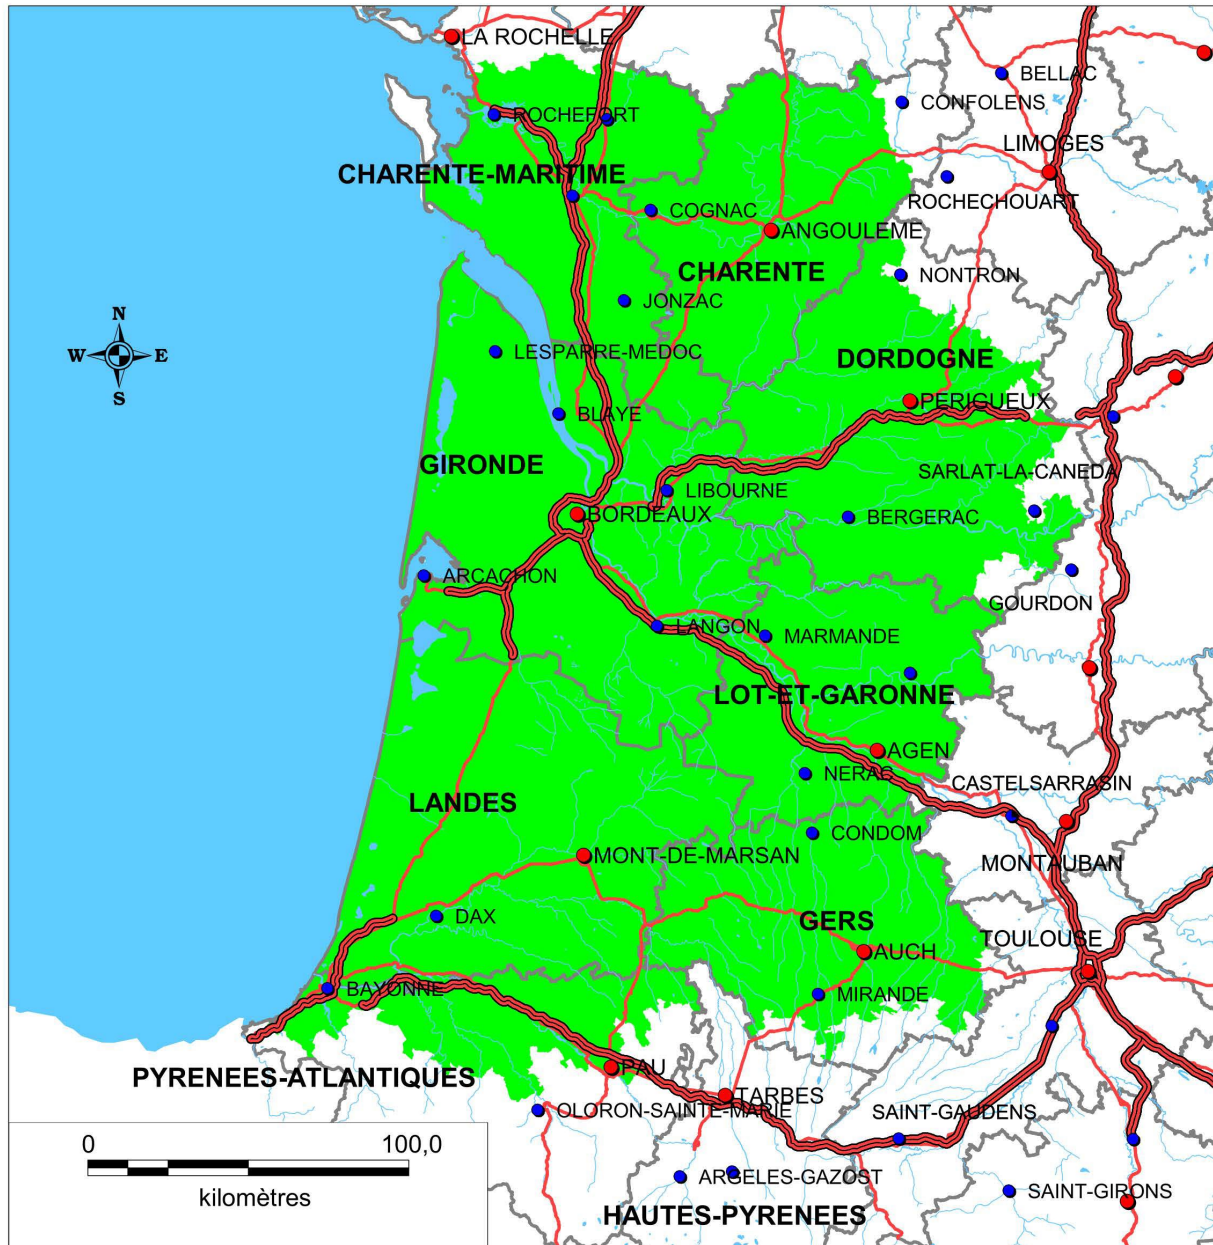 LA ROCHELLE
BELLAC
CONFOLENS
ROCHEFORT
LIMOGES
CHARENTE-MARITIME
ROCHECHOUART
COGNAC
ANGOULEME
CHARENTE
NONTRON
JONZAC
N
W E
S
LESPARRE-MEDOC
DORDOGNE
PERIGUEUX
BLAYE
GIRONDE
SARLAT-LA-CANEDA
LIBOURNE
BORDEAUX
BERGERAC
ARCACHON
GOURDON
LANGON
MARMANDE
LOT-ET-GARONNE
AGEN
NERAC
CASTELSARRASIN
LANDES
CONDOM
MONT-DE-MARSAN
MONTAUBAN
DAX
GERS
TOULOUSE
AUCH
BAYONNE
MIRANDE
PAU
PYRENEES-ATLANTIQUES
TARBES
OLORON-SAINTE-MARIE
SAINT-GAUDENS
0 100,0
kilomètres
ARGELES-GAZOST
SAINT-GIRONS
HAUTES-PYRENEES